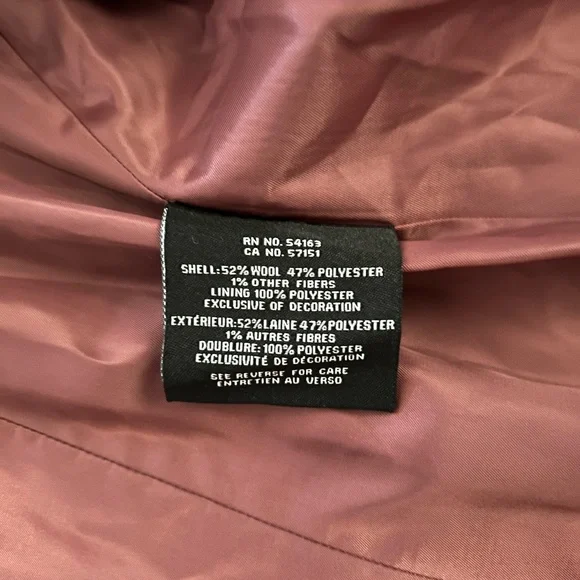 RN NO. 54163
CA NO. 57151
SHELL:52% WOOL 47% POLYESTER
1% OTHER FIBERS
LINING 100% POLYESTER
EXCLUSIVE OF DECORATION
EXTÉRIEUR:52% LAINE 47% POLYESTER
1% AUTRES FIBRES
DOUBLURE: 100% POLYESTER
EXCLUSIVITÉ DE DÉCORATION
SEE REVERSE FOR CARE
ENTRETIEN AU VERSO